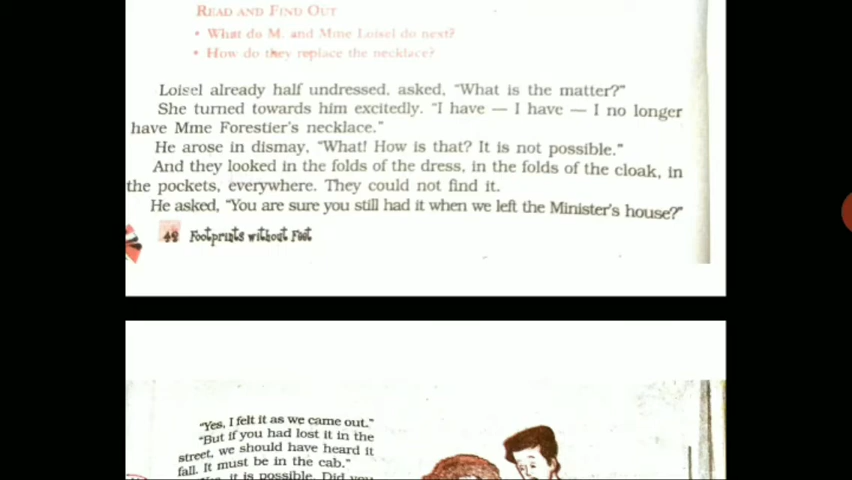 READ AND FIND OUT
• What do M. and Mme Loisel do next?
• How do they replace the necklace?
Loisel already half undressed, asked, “What is the matter?”
She turned towards him excitedly. “I have — I have — I no longer
have Mme Forestier’s necklace.”
He arose in dismay, “What! How is that? It is not possible.”
And they looked in the folds of the dress, in the folds of the cloak, in
the pockets, everywhere. They could not find it.
He asked, “You are sure you still had it when we left the Minister’s house?”
48 Footprints without Feet
“Yes, I felt it as we came out.”
“But if you had lost it in the
street, we should have heard it
fall. It must be in the cab.”
it is possible. Did you